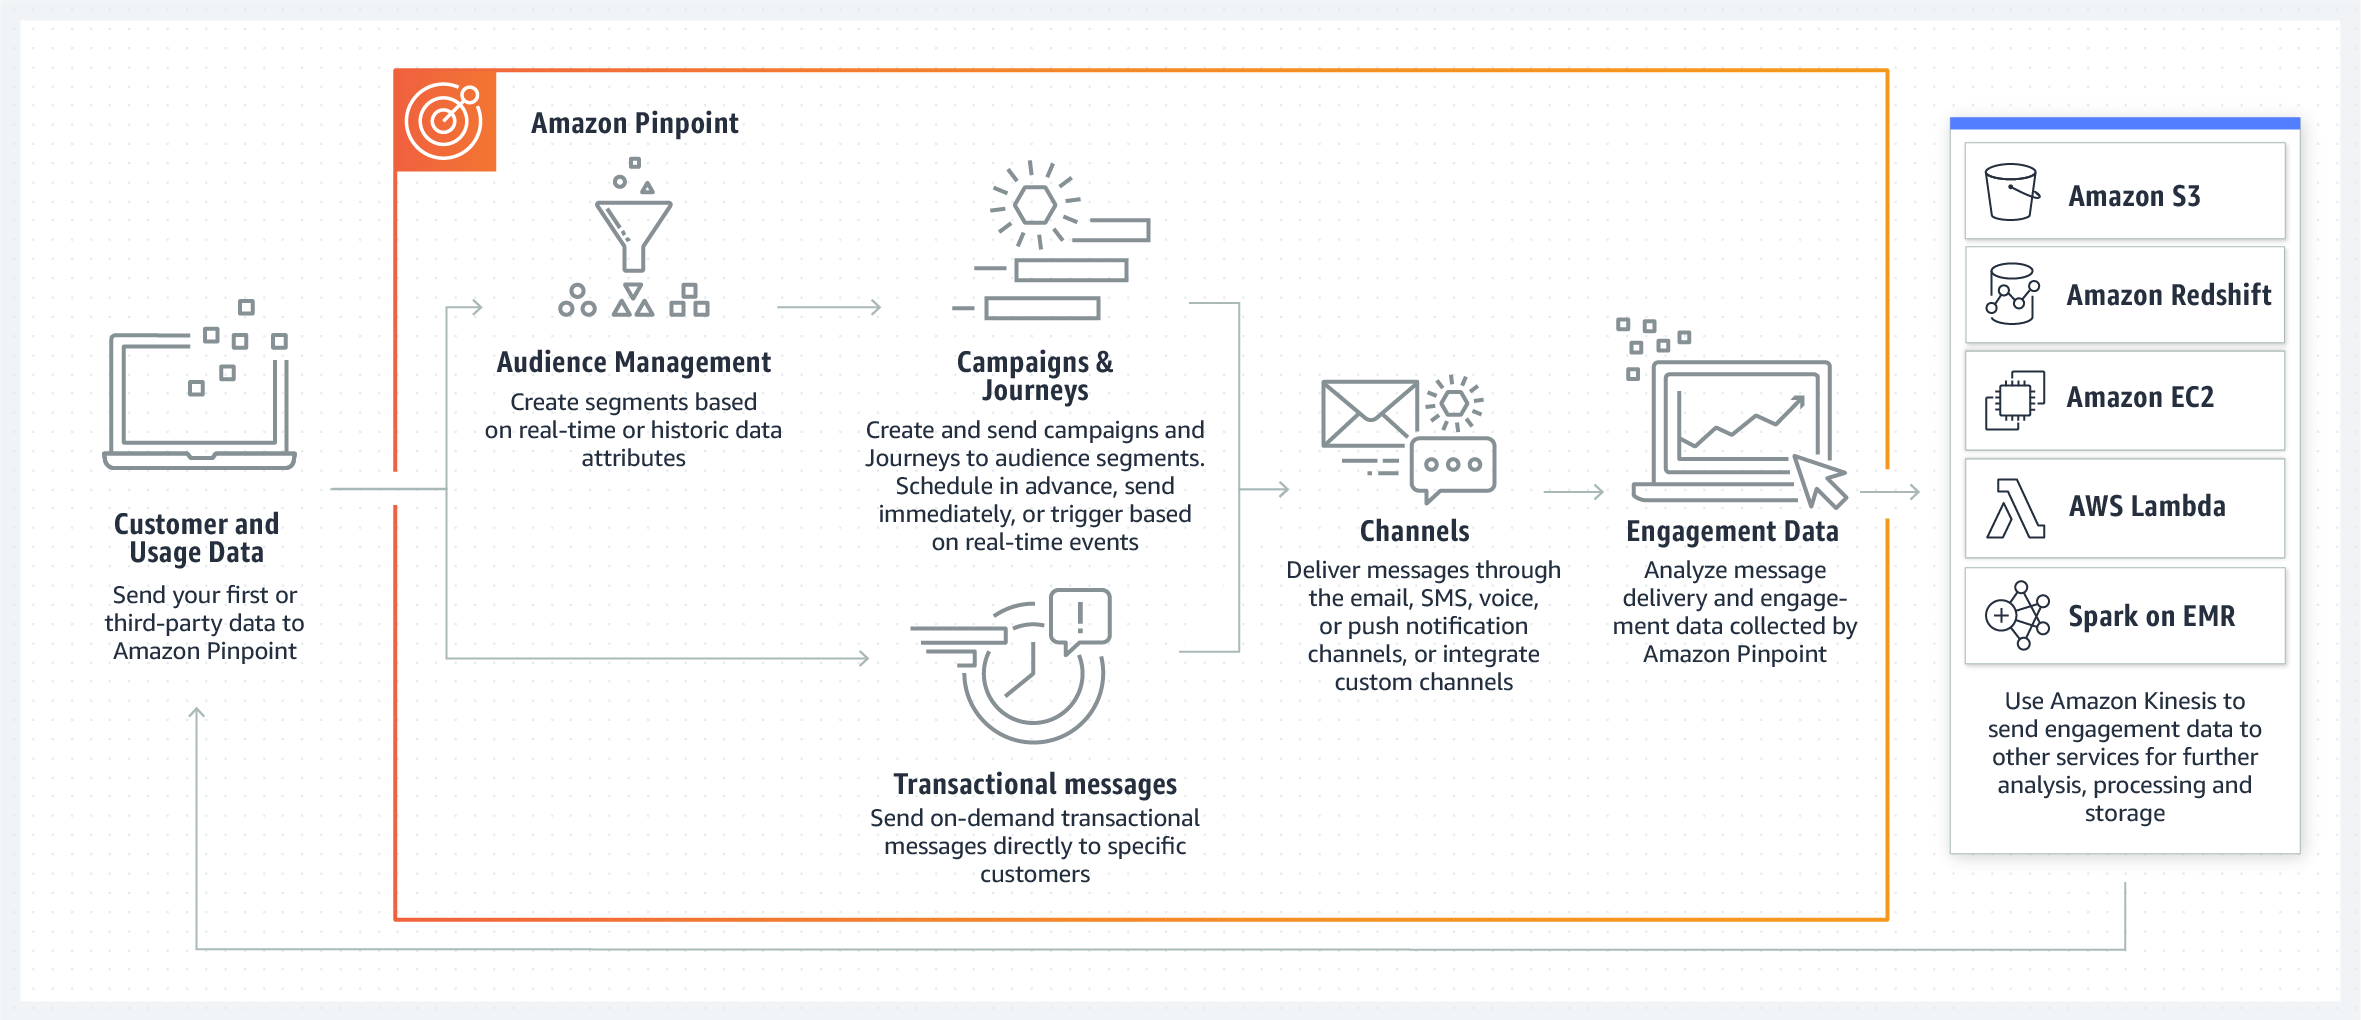 Amazon Pinpoint
Customer and
Usage Data
Send your first or
third-party data to
Amazon Pinpoint
Audience Management
Create segments based
on real-time or historic data
attributes
Campaigns &
Journeys
Create and send campaigns and
Journeys to audience segments.
Schedule in advance, send
immediately, or trigger based
on real-time events
Transactional messages
Send on-demand transactional
messages directly to specific
customers
Channels
Deliver messages through
the email, SMS, voice,
or push notification
channels, or integrate
custom channels
Engagement Data
Analyze message
delivery and engage-
ment data collected by
Amazon Pinpoint
Amazon S3
Amazon Redshift
Amazon EC2
AWS Lambda
Spark on EMR
Use Amazon Kinesis to
send engagement data to
other services for further
analysis, processing and
storage